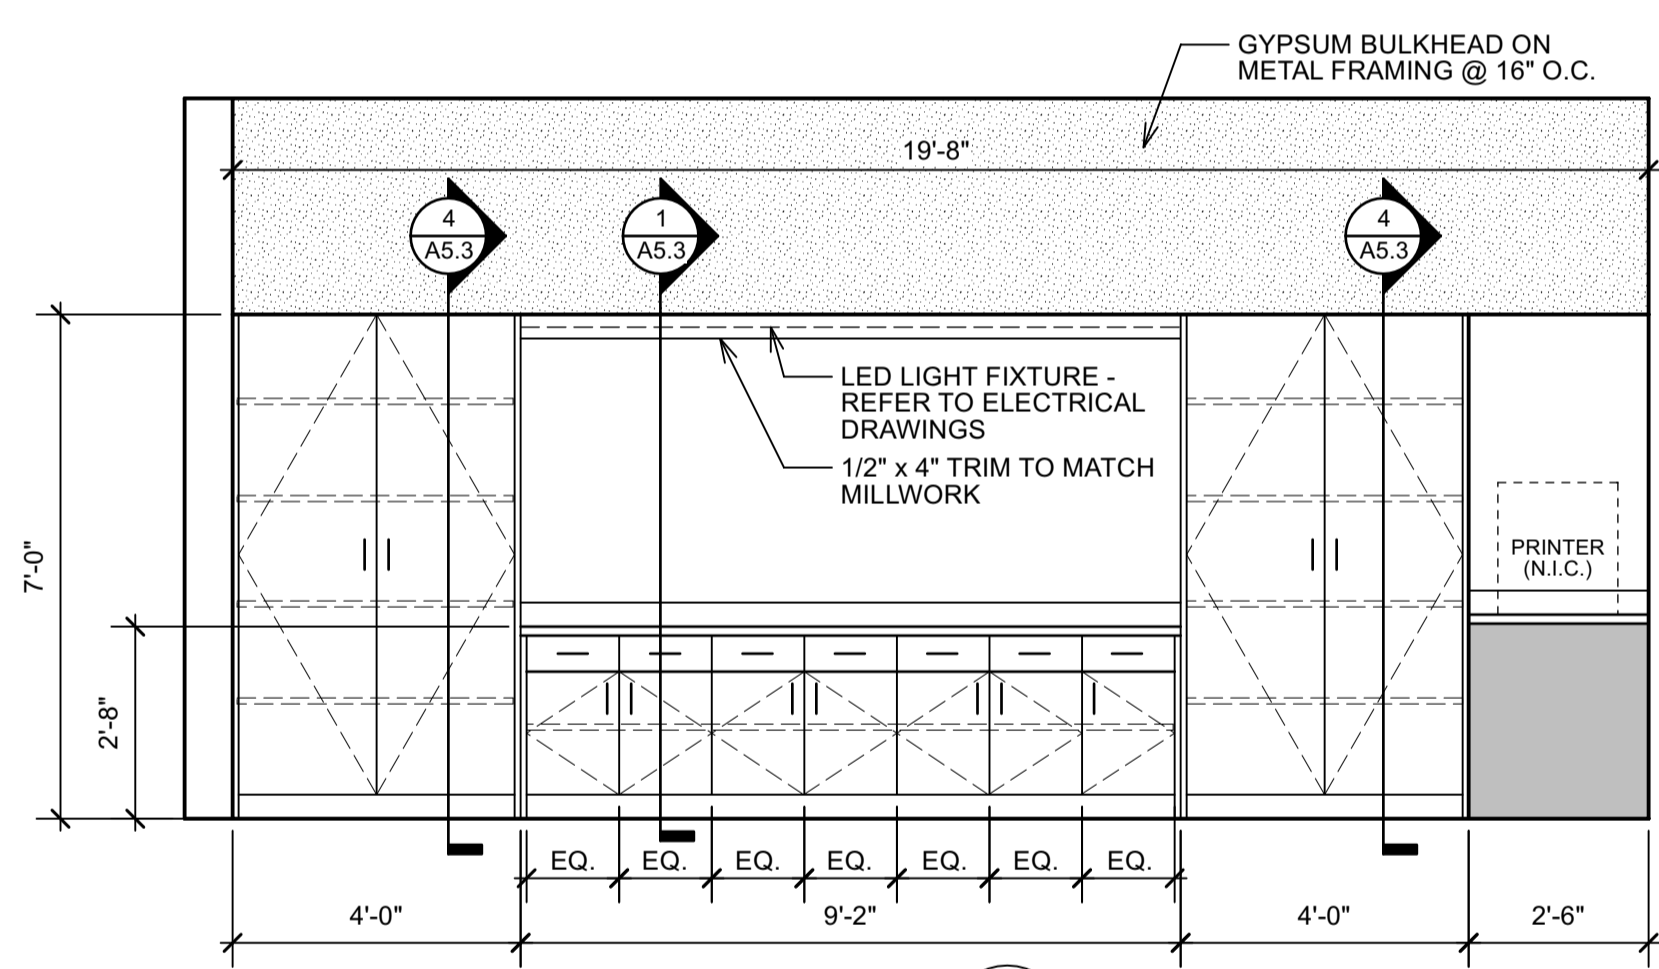 GYPSUM BULKHEAD ON
METAL FRAMING @ 16" O.C.
19'-8"
4
A5.3
1
A5.3
4
A5.3
LED LIGHT FIXTURE -
REFER TO ELECTRICAL
DRAWINGS
1/2" x 4" TRIM TO MATCH
MILLWORK
PRINTER
(N.I.C.)
7'-0"
2'-8"
EQ. EQ. EQ. EQ. EQ. EQ. EQ.
4'-0" 9'-2" 4'-0" 2'-6"